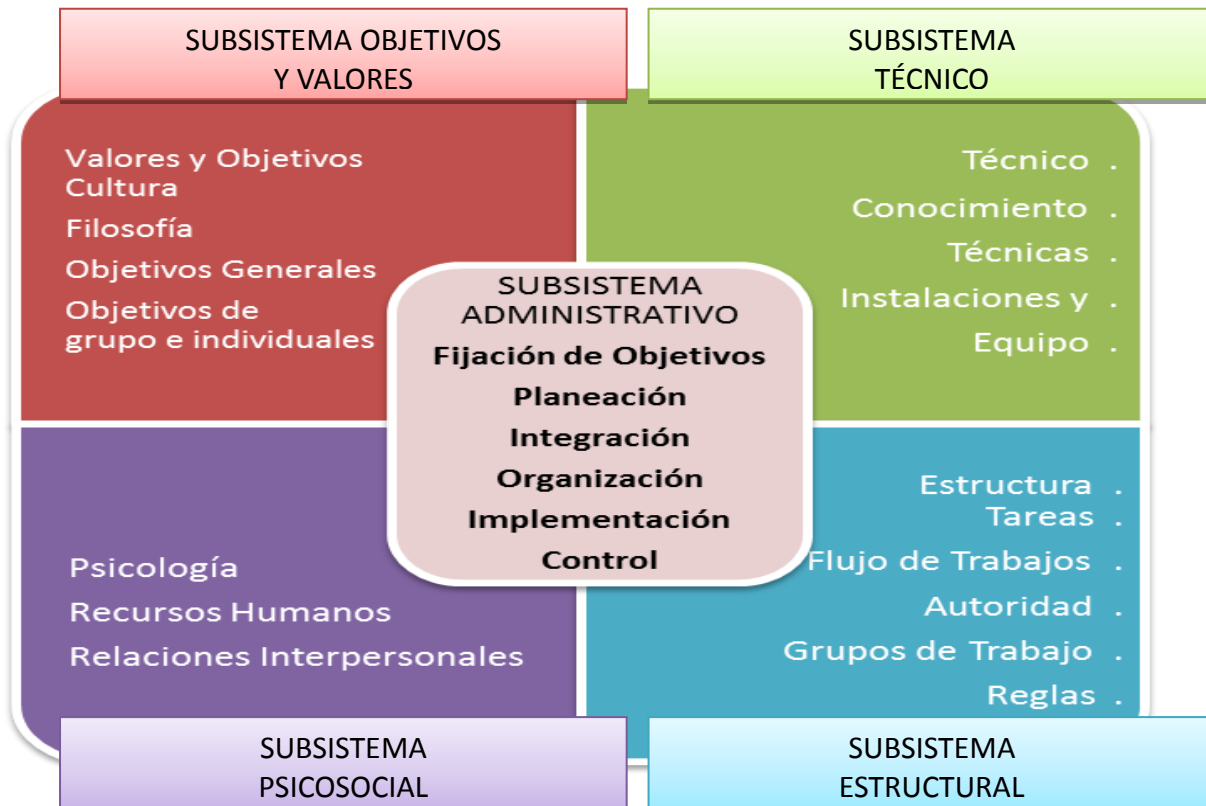 SUBSISTEMA OBJETIVOS
Y VALORES
SUBSISTEMA
TÉCNICO
Valores y Objetivos
Cultura
Filosofía
Objetivos Generales
Objetivos de
grupo e individuales
Técnico .
Conocimiento .
Técnicas .
Instalaciones y .
Equipo .
SUBSISTEMA
ADMINISTRATIVO
Fijación de Objetivos
Planeación
Integración
Organización
Implementación
Control
Psicología
Recursos Humanos
Relaciones Interpersonales
Estructura .
Tareas .
Flujo de Trabajos .
Autoridad .
Grupos de Trabajo .
Reglas .
SUBSISTEMA
PSICOSOCIAL
SUBSISTEMA
ESTRUCTURAL